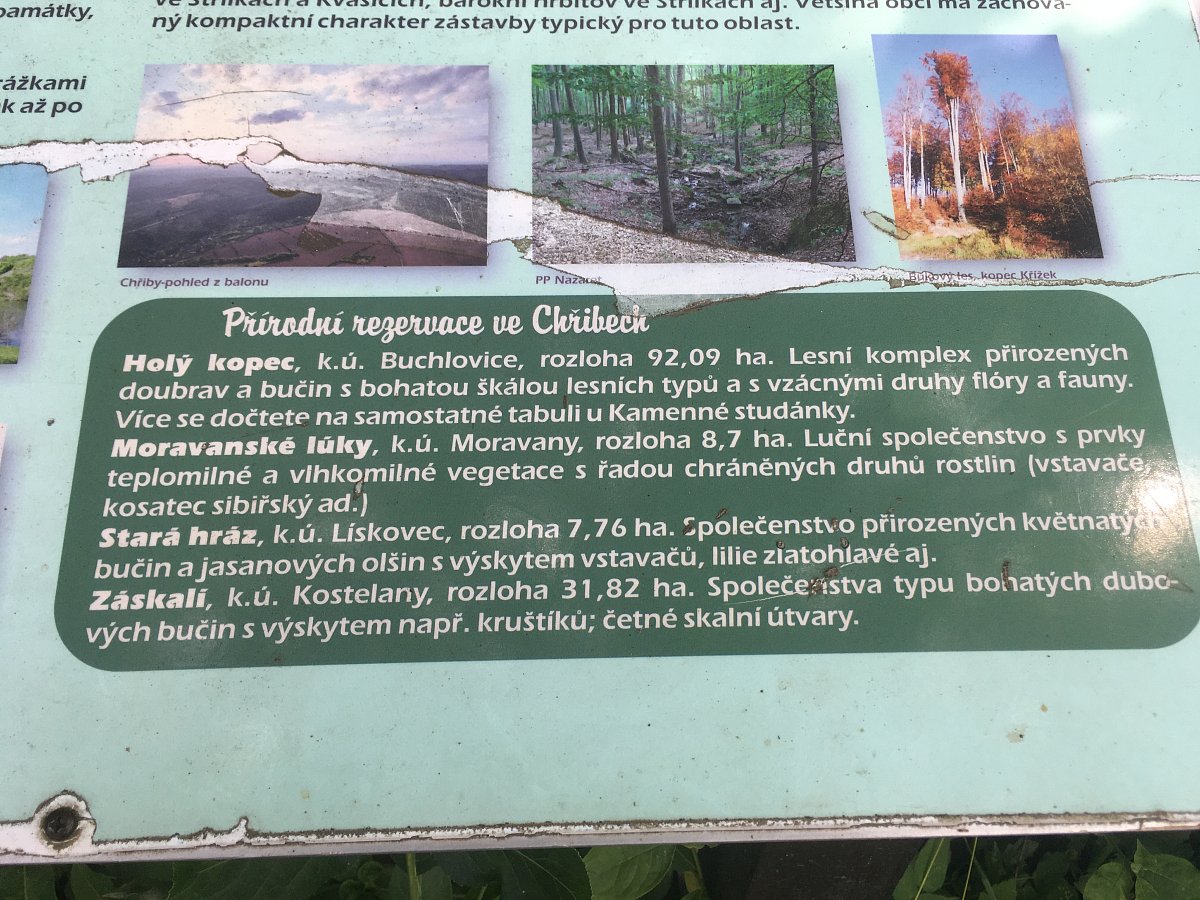 památky,
ve Střílkách a Kvasicích, barokní hřbitov ve Střílkách aj. Většina obcí má zachova-
ný kompaktní charakter zástavby typický pro tuto oblast.
rážkami
ak až po
Chřiby-pohled z balonu
PP Nazaret
Bukový les, kopec Křížek
Přírodní rezervace ve Chřibech
Holý kopec, k.ú. Buchlovice, rozloha 92,09 ha. Lesní komplex přirozených
doubrav a bučin s bohatou škálou lesních typů a s vzácnými druhy flóry a fauny.
Více se dočtete na samostatné tabuli u Kamenné studánky.
Moravanské lúky, k.ú. Moravany, rozloha 8,7 ha. Luční společenstvo s prvky
teplomilné a vlhkomilné vegetace s řadou chráněných druhů rostlin (vstavače,
kosatec sibiřský ad.)
Stará hráz, k.ú. Lískovec, rozloha 7,76 ha. Společenstvo přirozených květnatých
bučin a jasanových olšin s výskytem vstavačů, lilie zlatohlavé aj.
Záskalí, k.ú. Kostelany, rozloha 31,82 ha. Společenstva typu bohatých dubo-
vých bučin s výskytem např. kruštíků; četné skalní útvary.